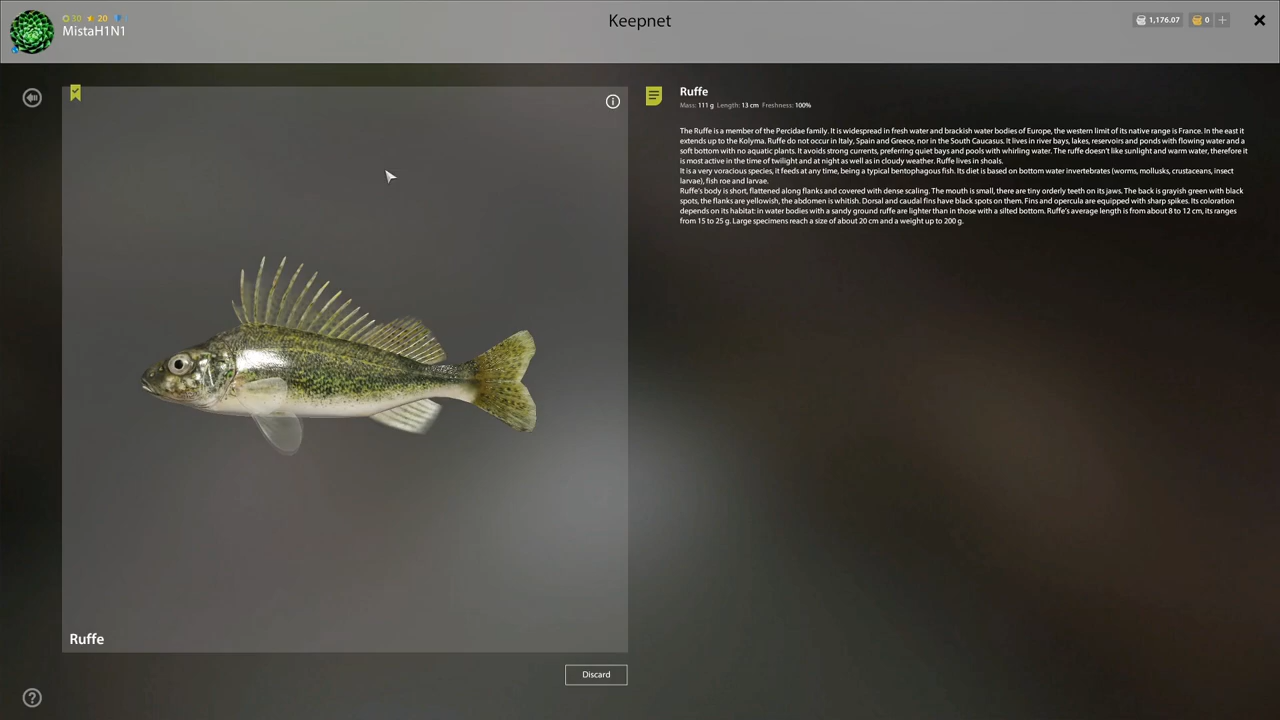 30 20
MistaH1N1
Keepnet
1,176.07
0
Ruffe
Mass: 111 g Length: 13 cm Freshness: 100%
The Ruffe is a member of the Percidae family. It is widespread in fresh water and brackish water bodies of Europe, the western limit of its native range is France. In the east it
extends up to the Kolyma. Ruffe do not occur in Italy, Spain and Greece, nor in the South Caucasus. It lives in river bays, lakes, reservoirs and ponds with flowing water and a
soft bottom with no aquatic plants. It avoids strong currents, preferring quiet bays and pools with whirling water. The ruffe doesn't like sunlight and warm water, therefore it
is most active in the time of twilight and at night as well as in cloudy weather. Ruffe lives in shoals.
It is a very voracious species, it feeds at any time, being a typical bentophagous fish. Its diet is based on bottom water invertebrates (worms, mollusks, crustaceans, insect
larvae), fish roe and larvae.
Ruffe's body is short, flattened along flanks and covered with dense scaling. The mouth is small, there are tiny orderly teeth on its jaws. The back is grayish green with black
spots, the flanks are yellowish, the abdomen is whitish. Dorsal and caudal fins have black spots on them. Fins and opercula are equipped with sharp spikes. Its coloration
depends on its habitat: in water bodies with a sandy ground ruffe are lighter than in those with a silted bottom. Ruffe's average length is from about 8 to 12 cm, its ranges
from 15 to 25 g. Large specimens reach a size of about 20 cm and a weight up to 200 g.
Ruffe
Discard